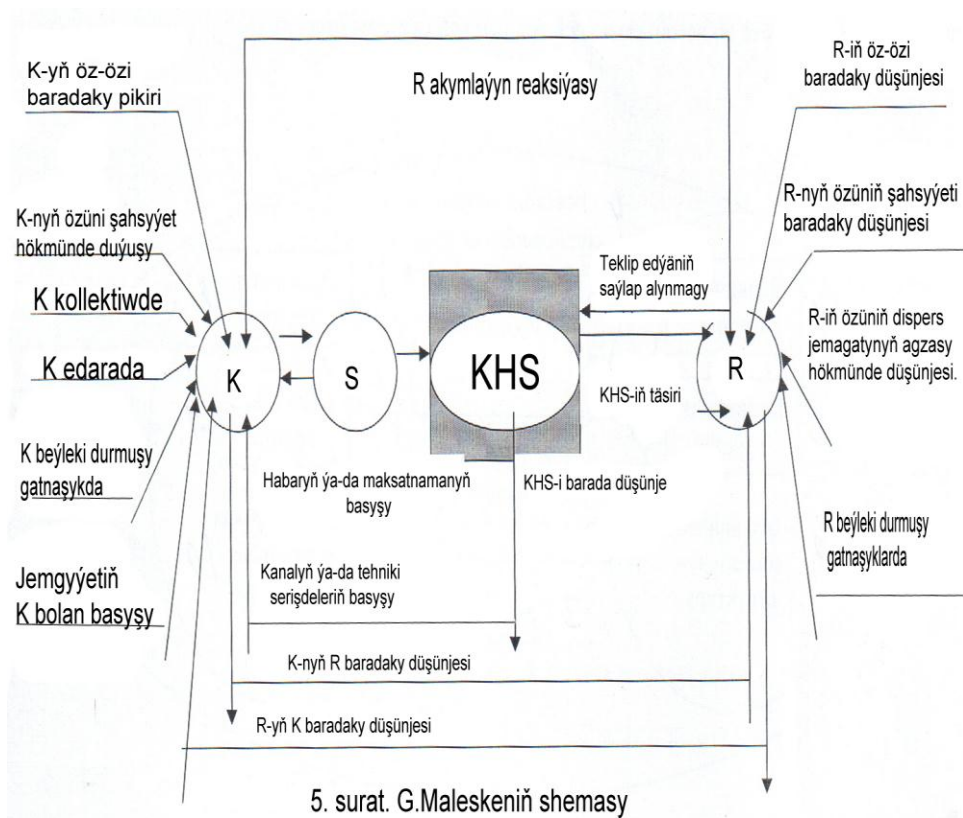 K-yň öz-özi
baradaky pikiri
R akymlaýyn reaksiýasy
R-iň öz-özi
baradaky düşünjesi
K-nyň özüni şahsyýet
hökmünde duýuşy
R-nyň özüniň şahsyýeti
baradaky düşünjesi
Teklip edýäniň
saýlap alynmagy
K kollektiwde
R-iň özüniň dispers
jemagatynyň agzasy
hökmünde düşünjesi.
K edarada
K
S
KHS
R
KHS-iň täsiri
K beýleki durmuşy
gatnaşykda
Habaryň ýa-da maksatnamanyň
basyşy
KHS-i barada düşünje
R beýleki durmuşy
gatnaşyklarda
Jemgyýetiň
K bolan basyşy
Kanalyň ýa-da tehniki
serişdeleriň basyşy
K-nyň R baradaky düşünjesi
R-yň K baradaky düşünjesi
5. surat. G.Maleskeniň shemasy